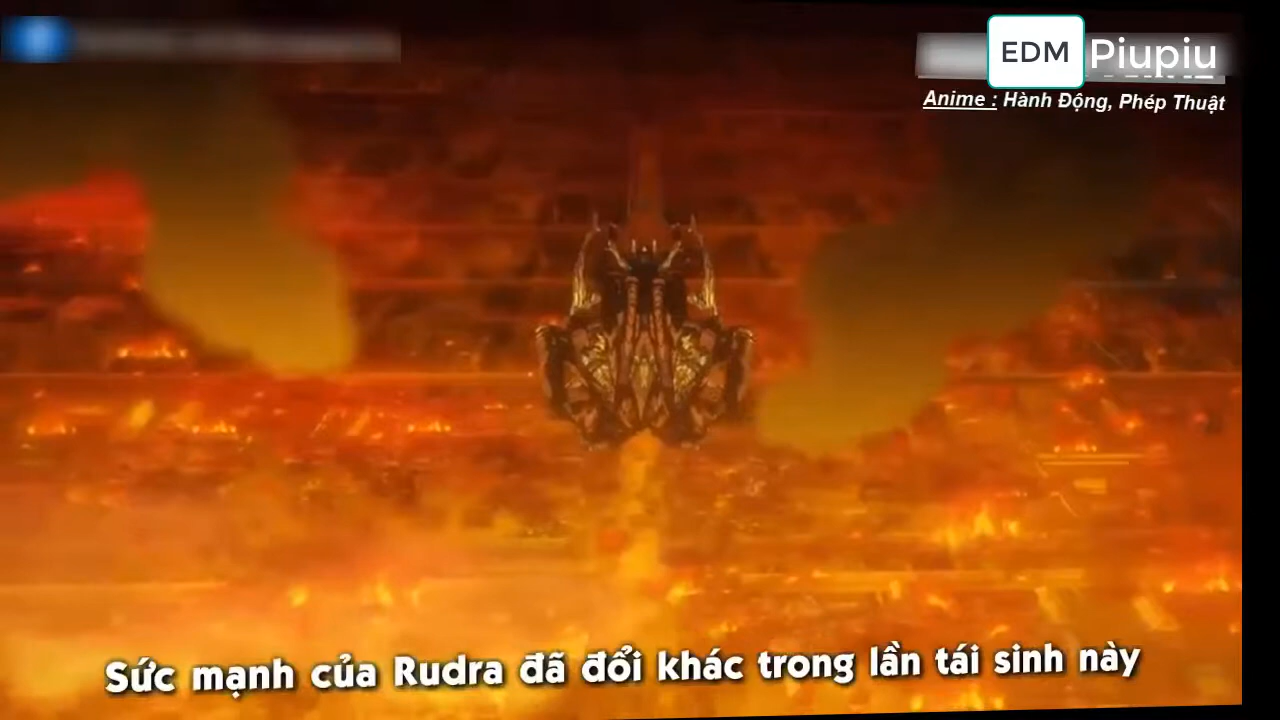 EDM Piupiu
Anime : Hành Động, Phép Thuật
Sức mạnh của Rudra đã đổi khác trong lần tái sinh này